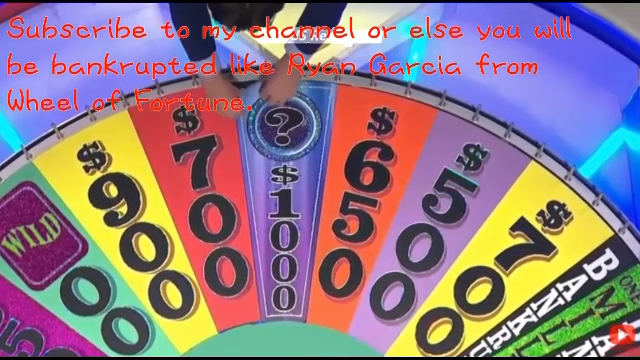 Subscribe to my channel or else you will
be bankrupted like Ryan Garcia from
Wheel of Fortune.
WILD
$900
$700
?
$1000
$650
$500
$700
BANKRU